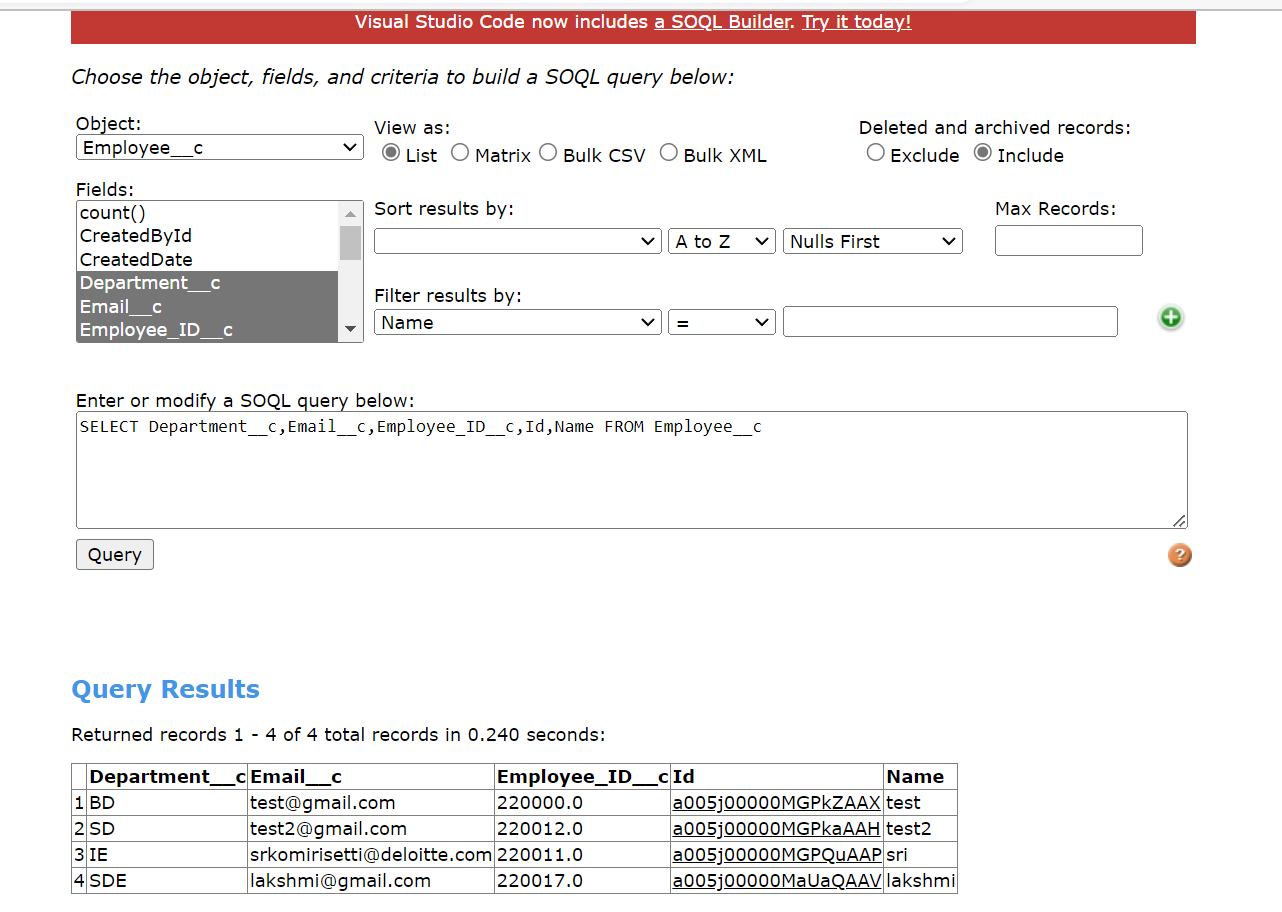 Visual Studio Code now includes a SOQL Builder. Try it today!
Choose the object, fields, and criteria to build a SOQL query below:
Object:
Employee__c
View as:
List Matrix Bulk CSV Bulk XML
Deleted and archived records:
Exclude Include
Fields:
count()
CreatedById
CreatedDate
Department__c
Email__c
Employee_ID__c
Sort results by:
A to Z Nulls First
Max Records:
Filter results by:
Name =
Enter or modify a SOQL query below:
SELECT Department__c,Email__c,Employee_ID__c,Id,Name FROM Employee__c
Query
?
Query Results
Returned records 1 - 4 of 4 total records in 0.240 seconds:
Department__c Email__c Employee_ID__c Id Name
1 BD test@gmail.com 220000.0 a005j00000MGPkZAAX test
2 SD test2@gmail.com 220012.0 a005j00000MGPkaAAH test2
3 IE srkomirisetti@deloitte.com 220011.0 a005j00000MGPQuAAP sri
4 SDE lakshmi@gmail.com 220017.0 a005j00000MaUaQAAV lakshmi